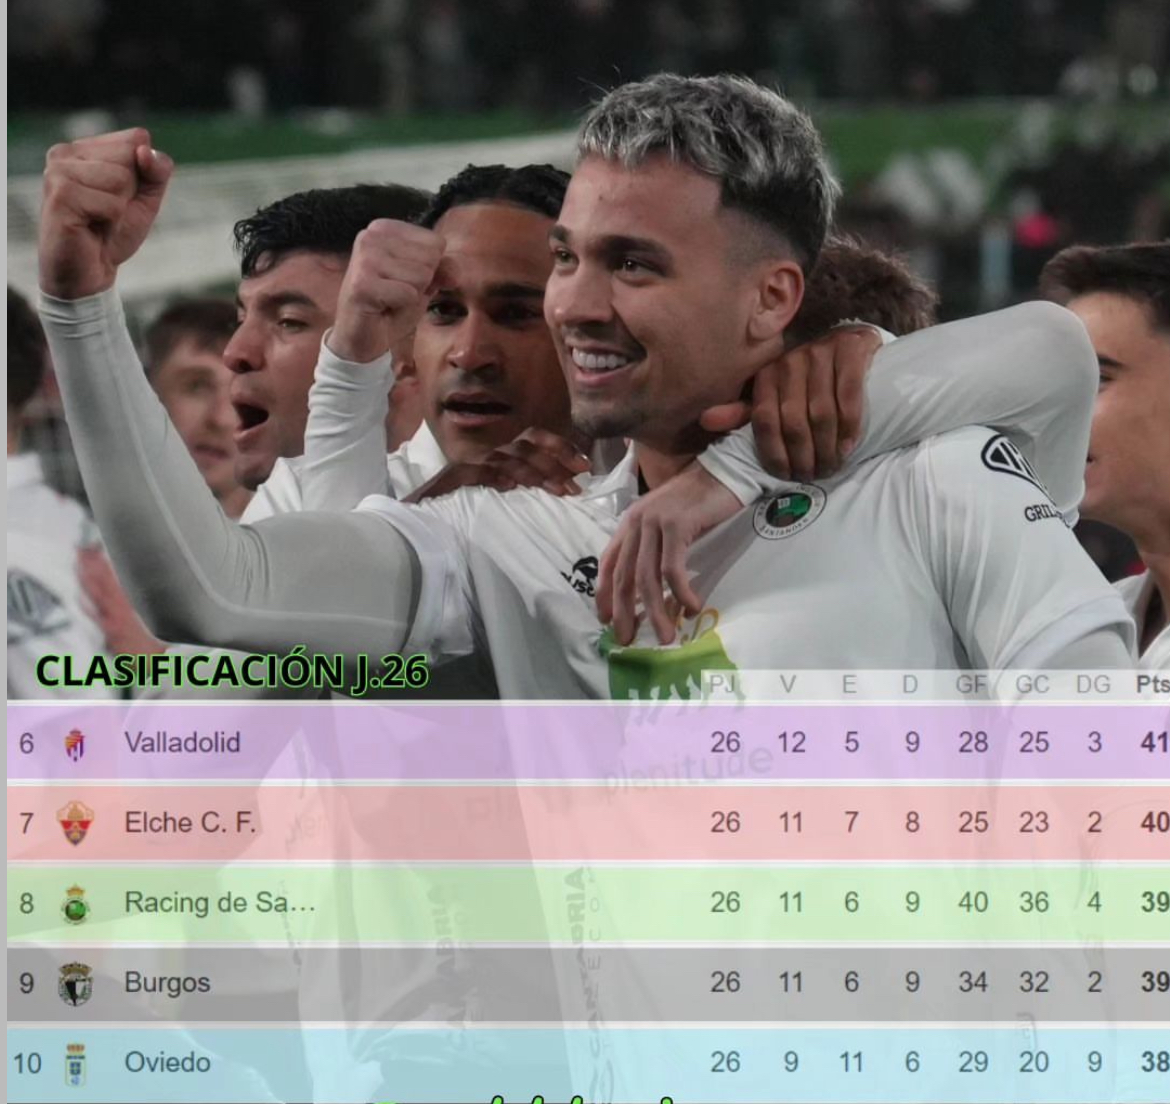 GRIL
SANTANDER
CLASIFICACIÓN J.26
PJ V E D GF GC DG Pts
6 Valladolid 26 12 5 9 28 25 3 41
plenitude
7 Elche C. F. 26 11 7 8 25 23 2 40
8 Racing de Sa... 26 11 6 9 40 36 4 39
9 Burgos 26 11 6 9 34 32 2 39
10 Oviedo 26 9 11 6 29 20 9 38